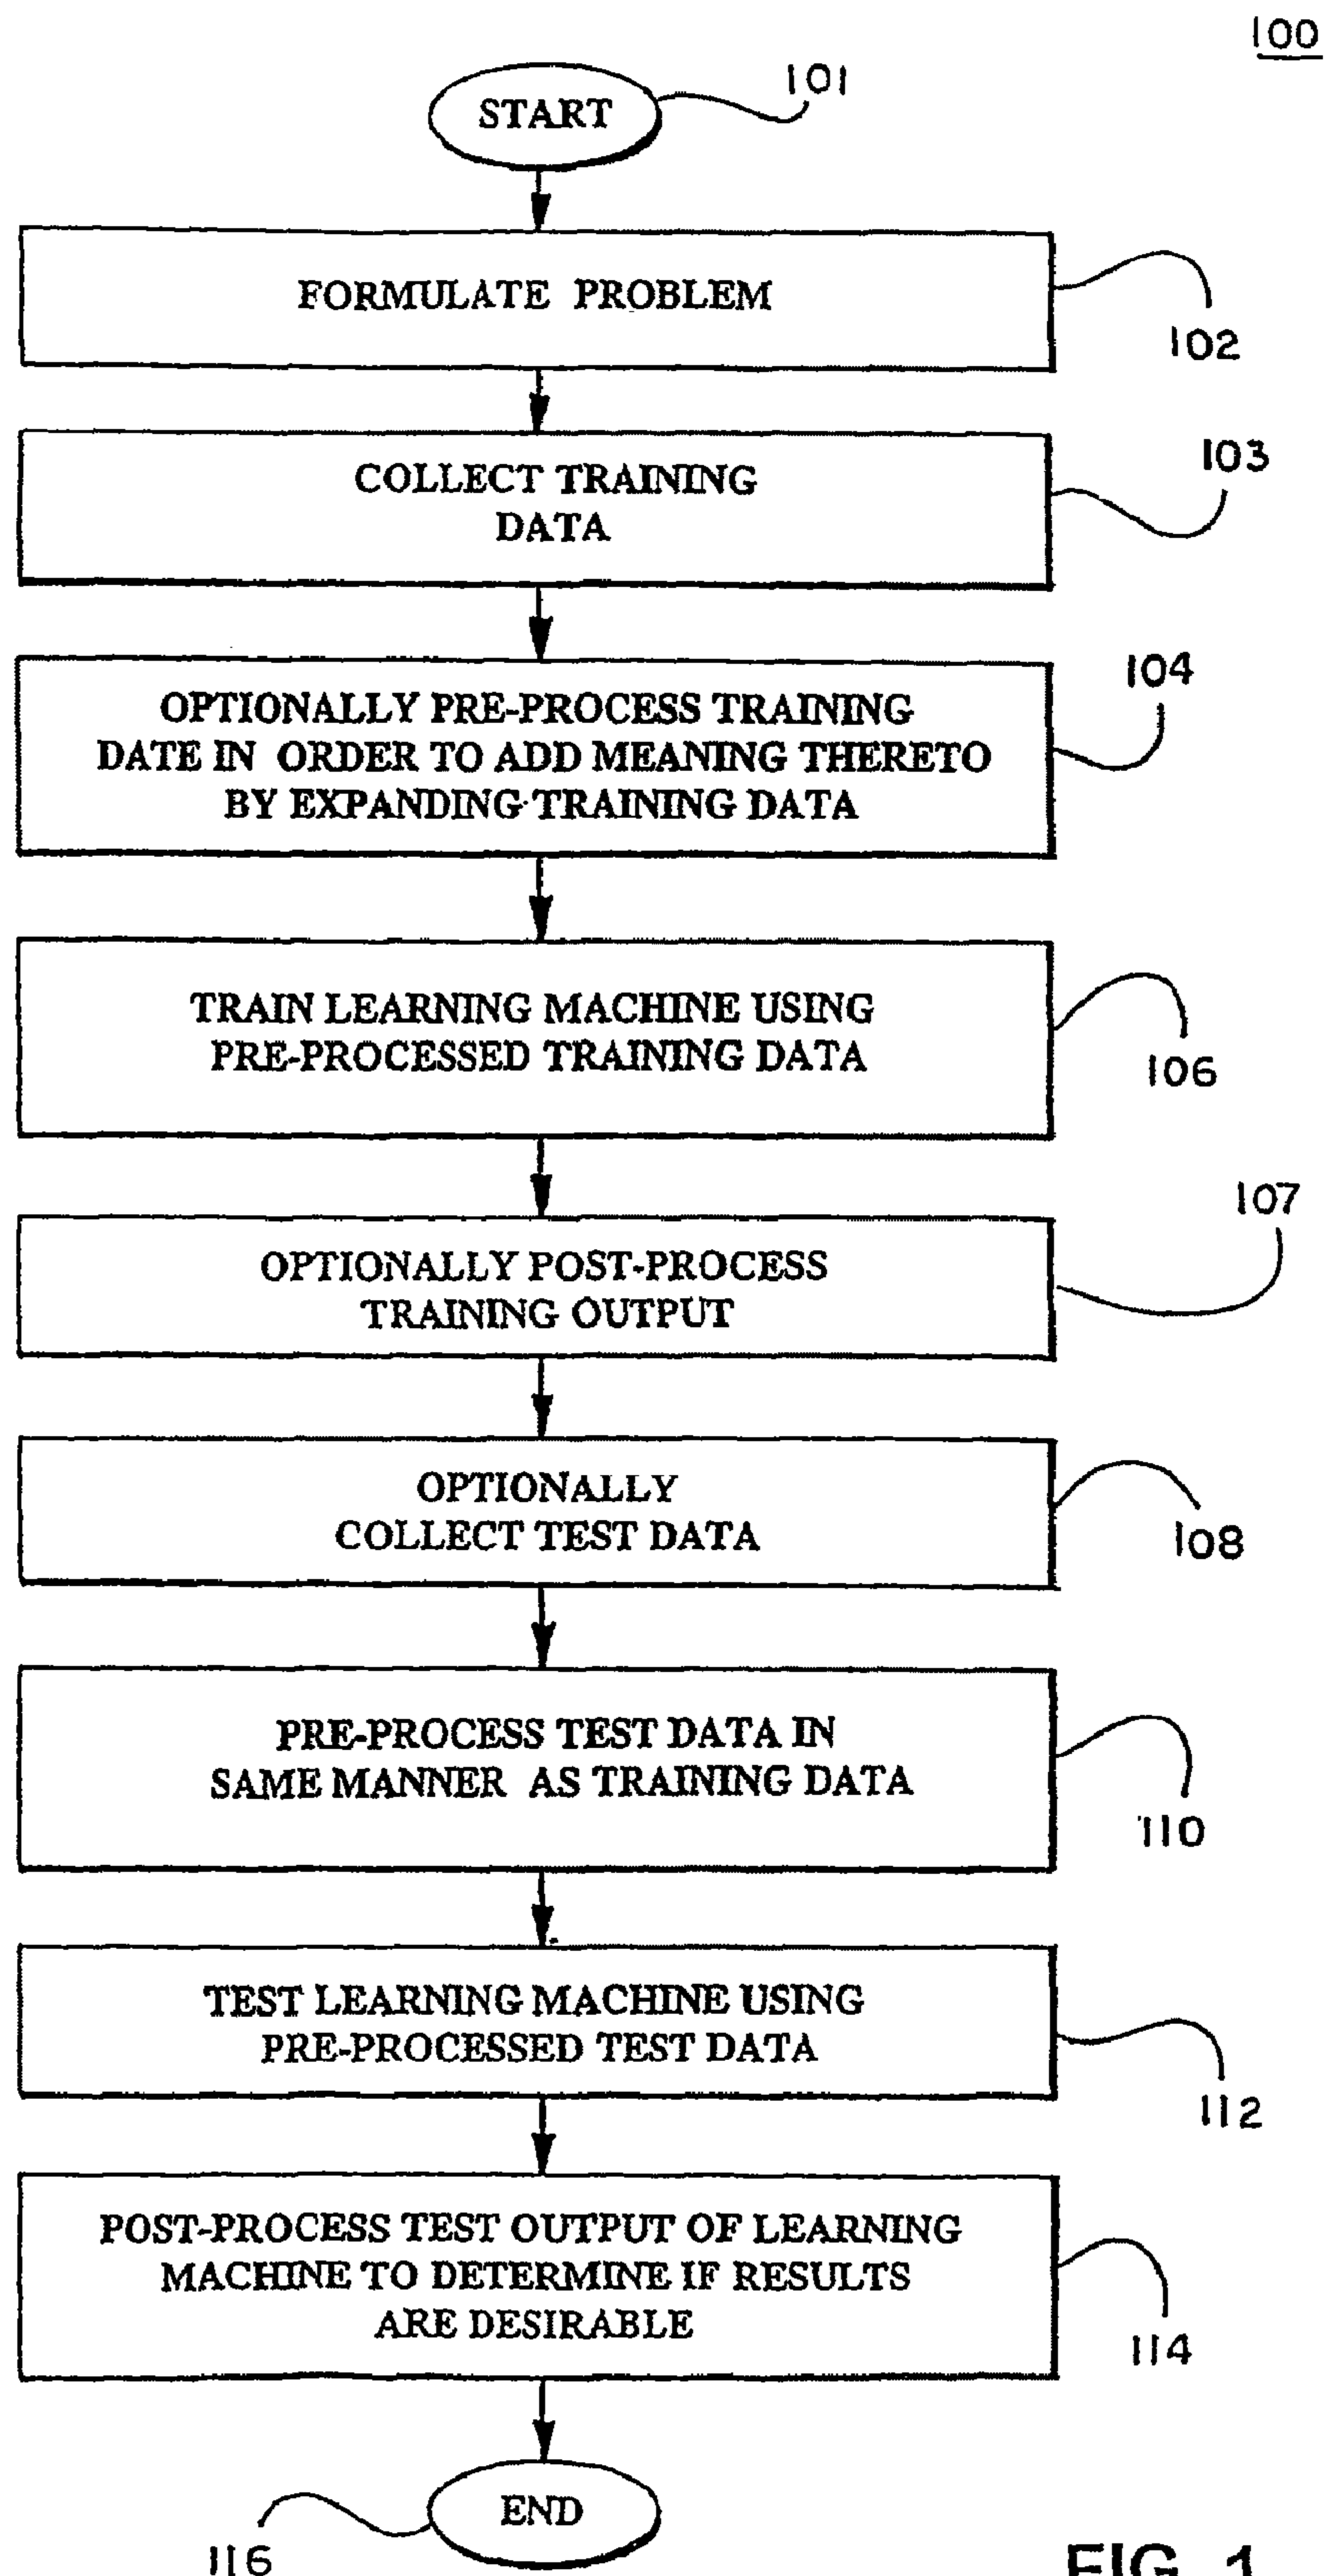 100
START
101
FORMULATE PROBLEM
102
COLLECT TRAINING
DATA
103
OPTIONALLY PRE-PROCESS TRAINING
DATE IN ORDER TO ADD MEANING THERETO
BY EXPANDING TRAINING DATA
104
TRAIN LEARNING MACHINE USING
PRE-PROCESSED TRAINING DATA
106
OPTIONALLY POST-PROCESS
TRAINING OUTPUT
107
OPTIONALLY
COLLECT TEST DATA
108
PRE-PROCESS TEST DATA IN
SAME MANNER AS TRAINING DATA
110
TEST LEARNING MACHINE USING
PRE-PROCESSED TEST DATA
112
POST-PROCESS TEST OUTPUT OF LEARNING
MACHINE TO DETERMINE IF RESULTS
ARE DESIRABLE
114
END
116
FIG. 1